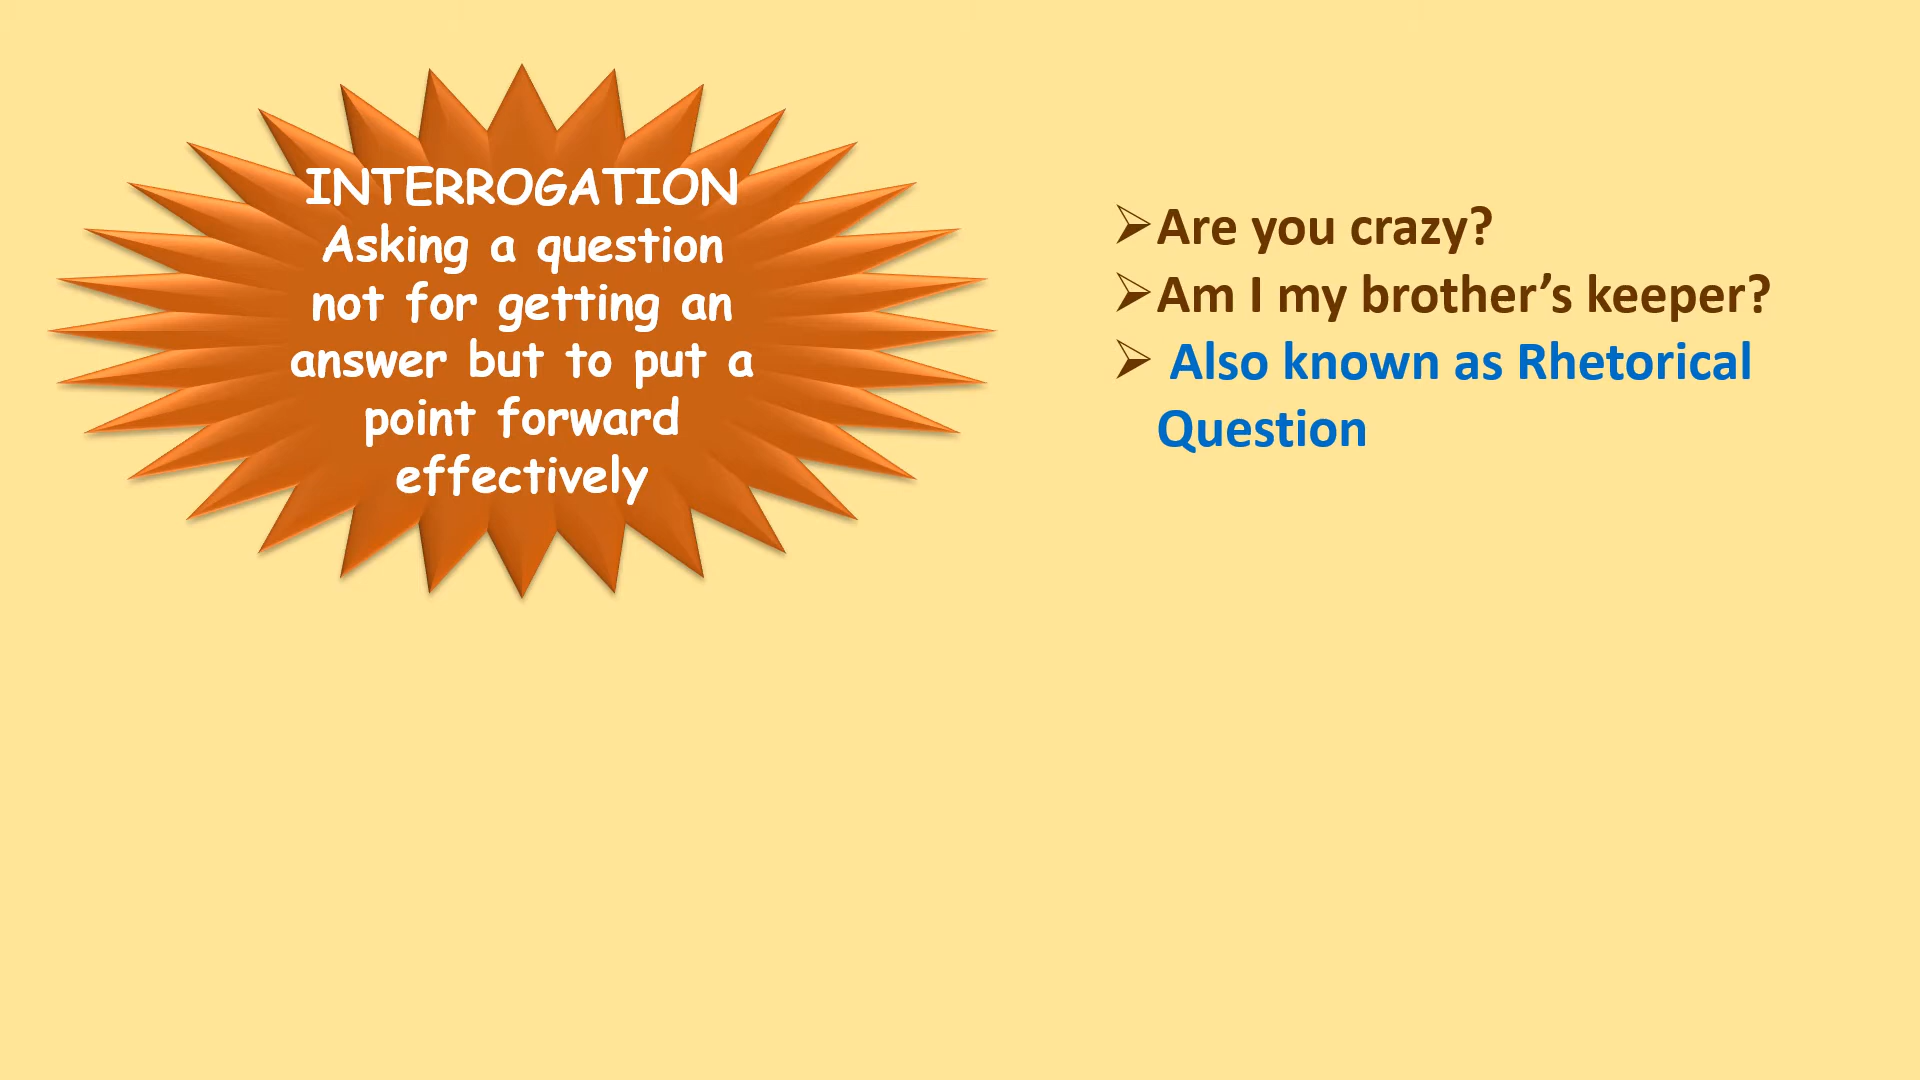 INTERROGATION
Asking a question
not for getting an
answer but to put a
point forward
effectively
Are you crazy?
Am I my brother’s keeper?
Also known as Rhetorical
Question